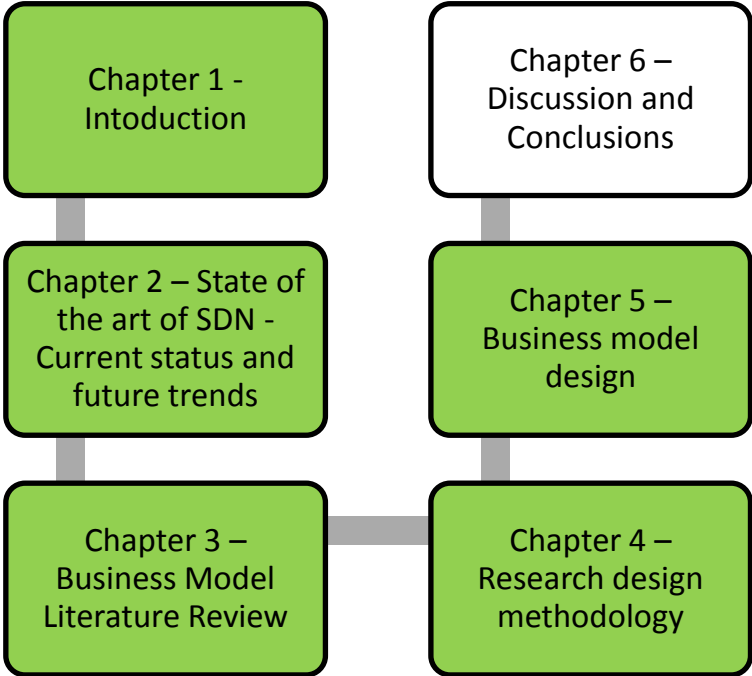 Chapter 1 -
Intoduction
Chapter 2 – State of
the art of SDN -
Current status and
future trends
Chapter 3 –
Business Model
Literature Review
Chapter 4 –
Research design
methodology
Chapter 5 –
Business model
design
Chapter 6 –
Discussion and
Conclusions